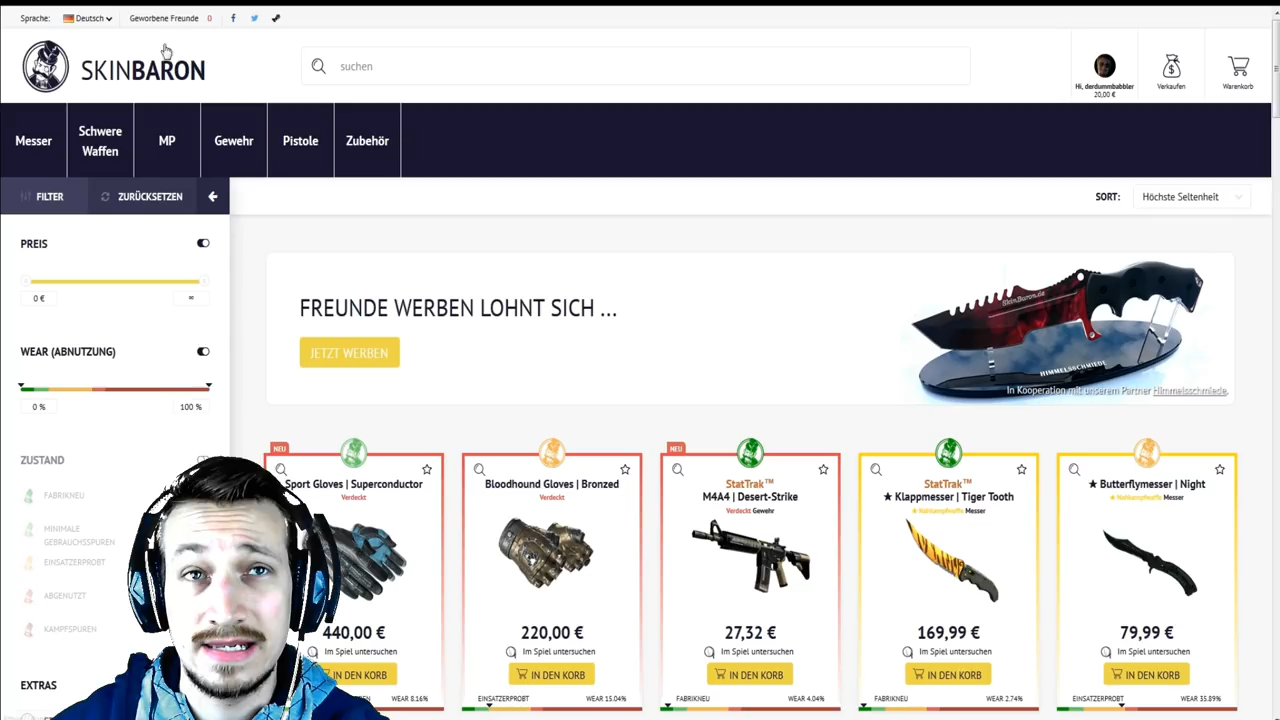 Sprache: Deutsch Geworbene Freunde 0
SKINBARON
suchen
Hi, derdummbabbler
20,00 €
Verkaufen
Warenkorb
Messer
Schwere
Waffen
MP
Gewehr
Pistole
Zubehör
FILTER
ZURÜCKSETZEN
SORT:
Höchste Seltenheit
PREIS
0 €
∞
WEAR (ABNUTZUNG)
0 %
100 %
ZUSTAND
FABRIKNEU
MINIMALE
GEBRAUCHSSPUREN
EINSATZERPROBT
ABGENUTZT
KAMPFSPUREN
EXTRAS
FREUNDE WERBEN LOHNT SICH ...
JETZT WERBEN
SkinBaron.de
HIMMELSSCHMIEDE
In Kooperation mit unserem Partner Himmelsschmiede.
NEU
Sport Gloves | Superconductor
Verdeckt
440,00 €
Im Spiel untersuchen
IN DEN KORB
WEAR 8.16%
Bloodhound Gloves | Bronzed
Verdeckt
220,00 €
Im Spiel untersuchen
IN DEN KORB
EINSATZERPROBT
WEAR 15.04%
NEU
StatTrak™
M4A4 | Desert-Strike
Verdeckt Gewehr
27,32 €
Im Spiel untersuchen
IN DEN KORB
FABRIKNEU
WEAR 4.04%
StatTrak™
★ Klappmesser | Tiger Tooth
★ Nahkampfwaffe Messer
169,99 €
Im Spiel untersuchen
IN DEN KORB
FABRIKNEU
WEAR 2.74%
★ Butterflymesser | Night
★ Nahkampfwaffe Messer
79,99 €
Im Spiel untersuchen
IN DEN KORB
EINSATZERPROBT
WEAR 35.89%